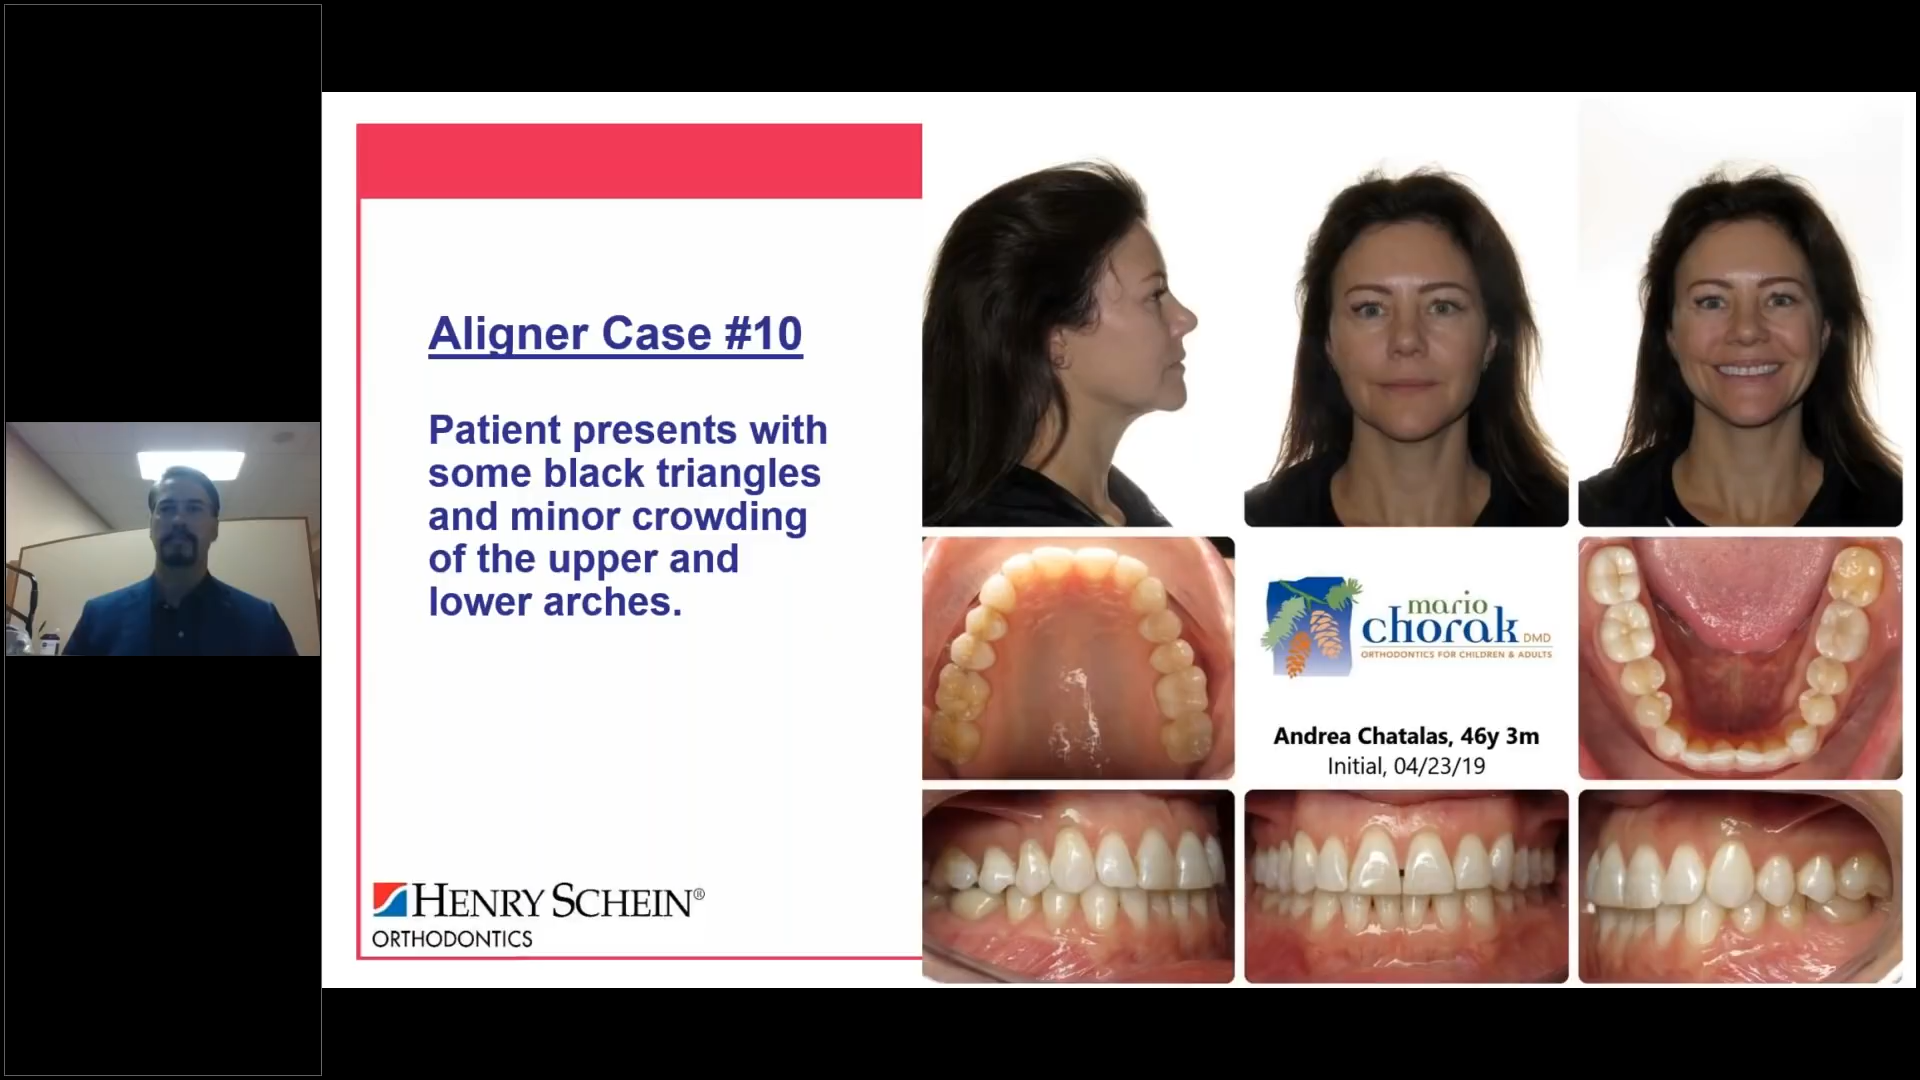 Aligner Case #10
Patient presents with
some black triangles
and minor crowding
of the upper and
lower arches.
HENRY SCHEIN®
ORTHODONTICS
mario
chorak DMD
ORTHODONTICS FOR CHILDREN & ADULTS
Andrea Chatalas, 46y 3m
Initial, 04/23/19